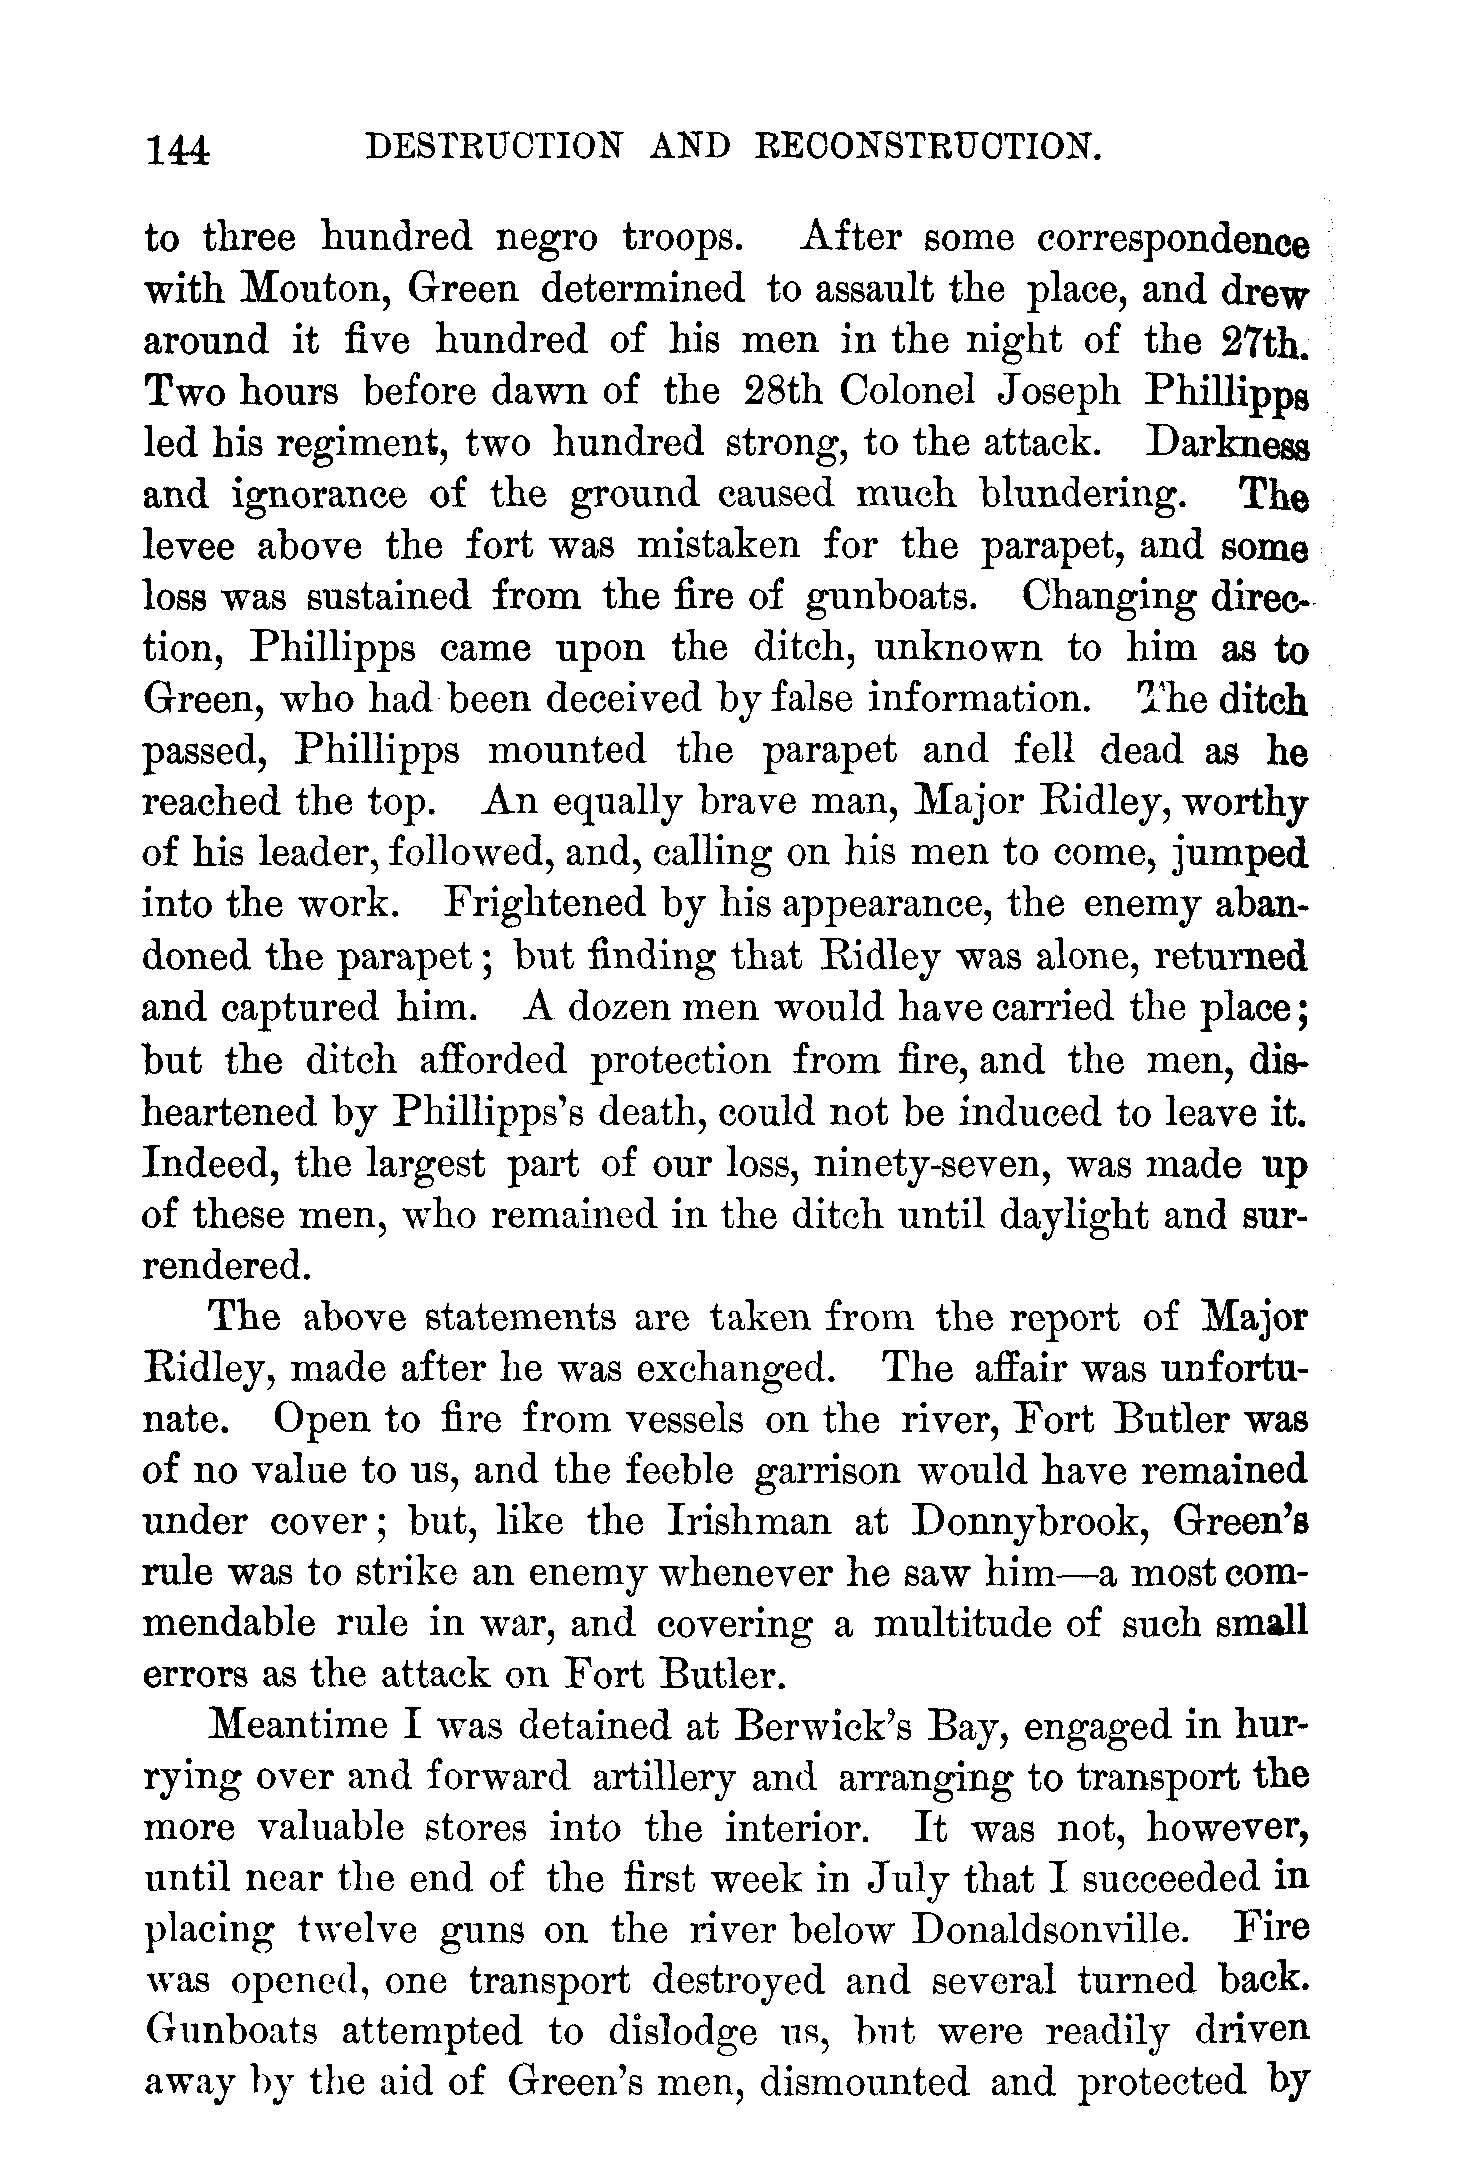 144 DESTRUCTION AND RECONSTRUCTION.
to three hundred negro troops. After some correspondence
with Mouton, Green determined to assault the place, and drew
around it five hundred of his men in the night of the 27th.
Two hours before dawn of the 28th Colonel Joseph Phillipps
led his regiment, two hundred strong, to the attack. Darkness
and ignorance of the ground caused much blundering. The
levee above the fort was mistaken for the parapet, and some
loss was sustained from the fire of gunboats. Changing direc-
tion, Phillipps came upon the ditch, unknown to him as to
Green, who had been deceived by false information. The ditch
passed, Phillipps mounted the parapet and fell dead as he
reached the top. An equally brave man, Major Ridley, worthy
of his leader, followed, and, calling on his men to come, jumped
into the work. Frightened by his appearance, the enemy aban-
doned the parapet; but finding that Ridley was alone, returned
and captured him. A dozen men would have carried the place;
but the ditch afforded protection from fire, and the men, dis-
heartened by Phillipps's death, could not be induced to leave it.
Indeed, the largest part of our loss, ninety-seven, was made up
of these men, who remained in the ditch until daylight and sur-
rendered.
The above statements are taken from the report of Major
Ridley, made after he was exchanged. The affair was unfortu-
nate. Open to fire from vessels on the river, Fort Butler was
of no value to us, and the feeble garrison would have remained
under cover; but, like the Irishman at Donnybrook, Green's
rule was to strike an enemy whenever he saw him—a most com-
mendable rule in war, and covering a multitude of such small
errors as the attack on Fort Butler.
Meantime I was detained at Berwick's Bay, engaged in hur-
rying over and forward artillery and arranging to transport the
more valuable stores into the interior. It was not, however,
until near the end of the first week in July that I succeeded in
placing twelve guns on the river below Donaldsonville. Fire
was opened, one transport destroyed and several turned back.
Gunboats attempted to dislodge us, but were readily driven
away by the aid of Green's men, dismounted and protected by